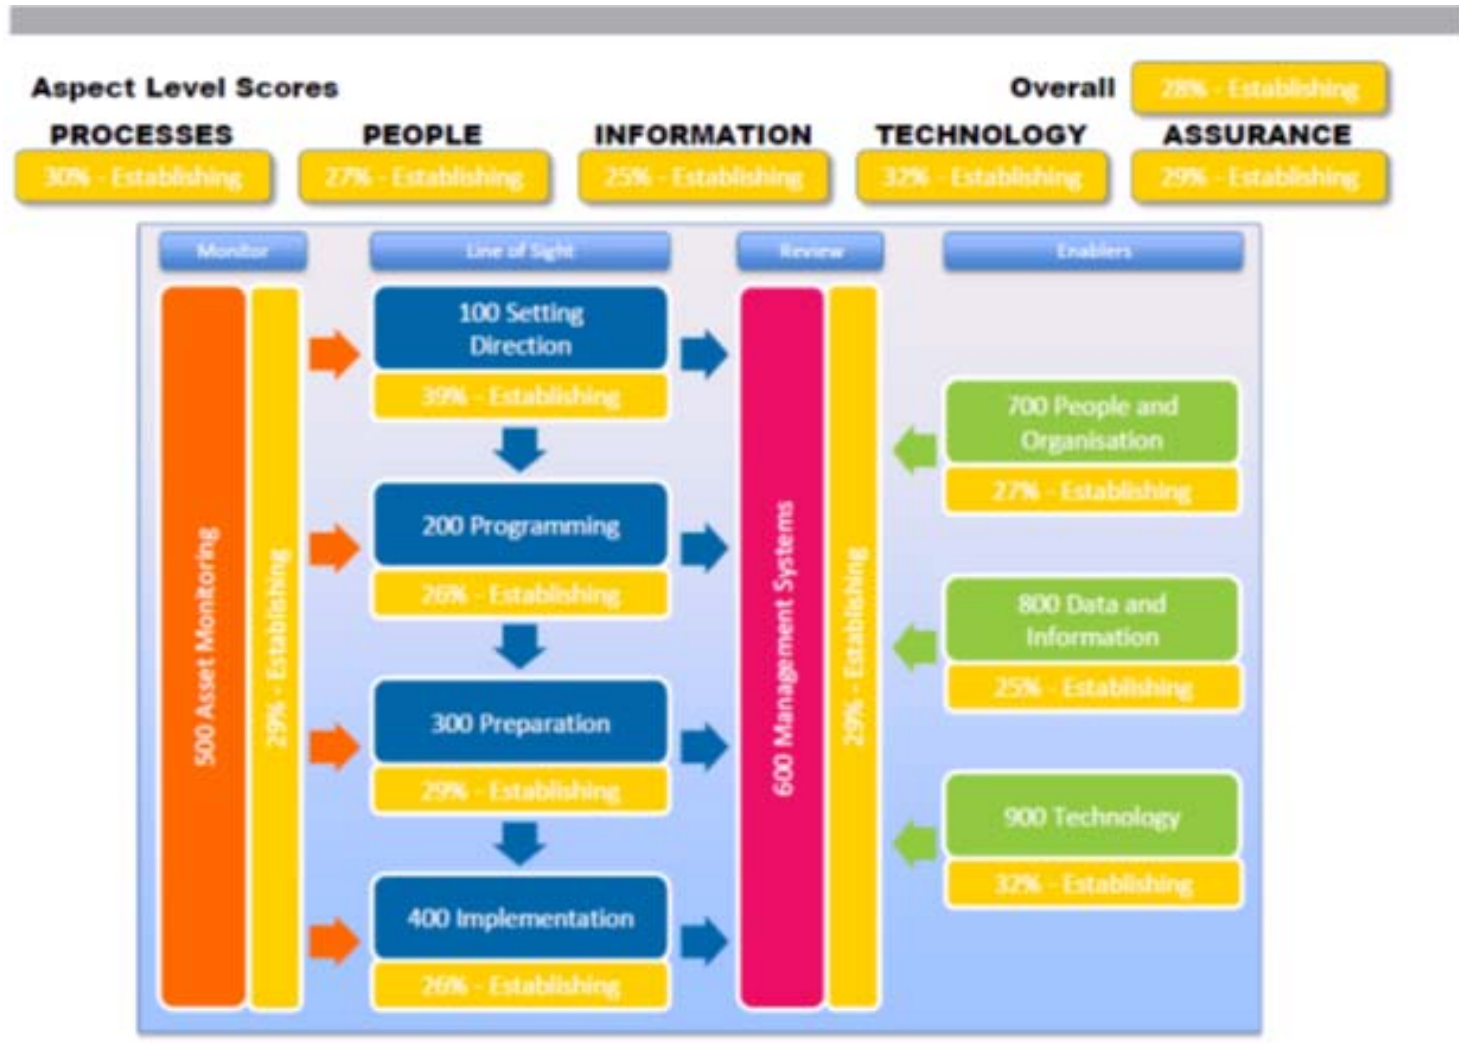 Aspect Level Scores
Overall
28% - Establishing
PROCESSES
PEOPLE
INFORMATION
TECHNOLOGY
ASSURANCE
30% - Establishing
27% - Establishing
25% - Establishing
32% - Establishing
29% - Establishing
Monitor
Line of Sight
Review
Enablers
500 Asset Monitoring
29% - Establishing
100 Setting
Direction
39% - Establishing
200 Programming
26% - Establishing
300 Preparation
29% - Establishing
400 Implementation
26% - Establishing
600 Management Systems
29% - Establishing
700 People and
Organisation
27% - Establishing
800 Data and
Information
25% - Establishing
900 Technology
32% - Establishing